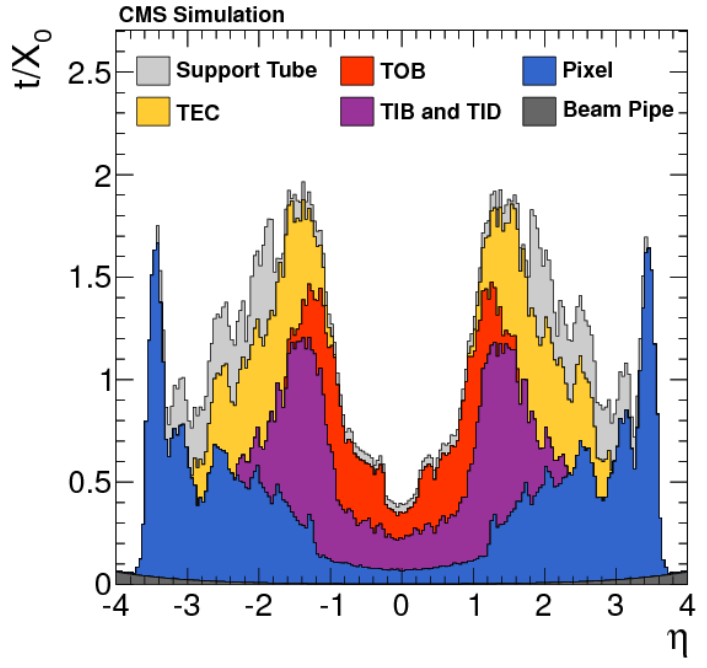 CMS Simulation
t/X₀
Support Tube TOB Pixel
TEC TIB and TID Beam Pipe
2.5
2
1.5
1
0.5
0
-4 -3 -2 -1 0 1 2 3 4
η